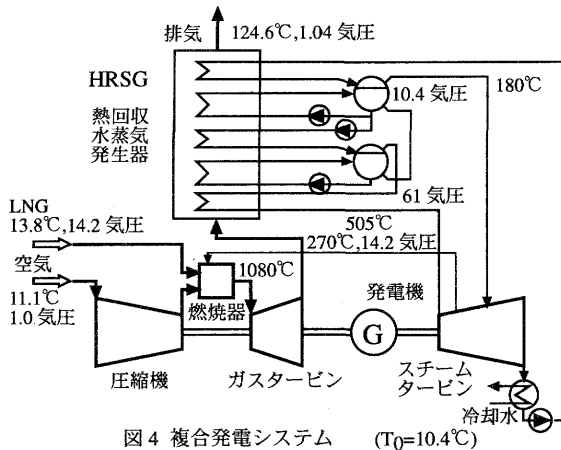 排気 124.6℃,1.04 気圧
HRSG
熱回収
水蒸気
発生器
10.4 気圧
180℃
61 気圧
LNG
13.8℃,14.2 気圧
空気
11.1℃
1.0 気圧
505℃
270℃,14.2 気圧
1080℃
燃焼器
発電機
G
圧縮機
ガスタービン
スチーム
タービン
冷却水
図4 複合発電システム (T0=10.4℃)